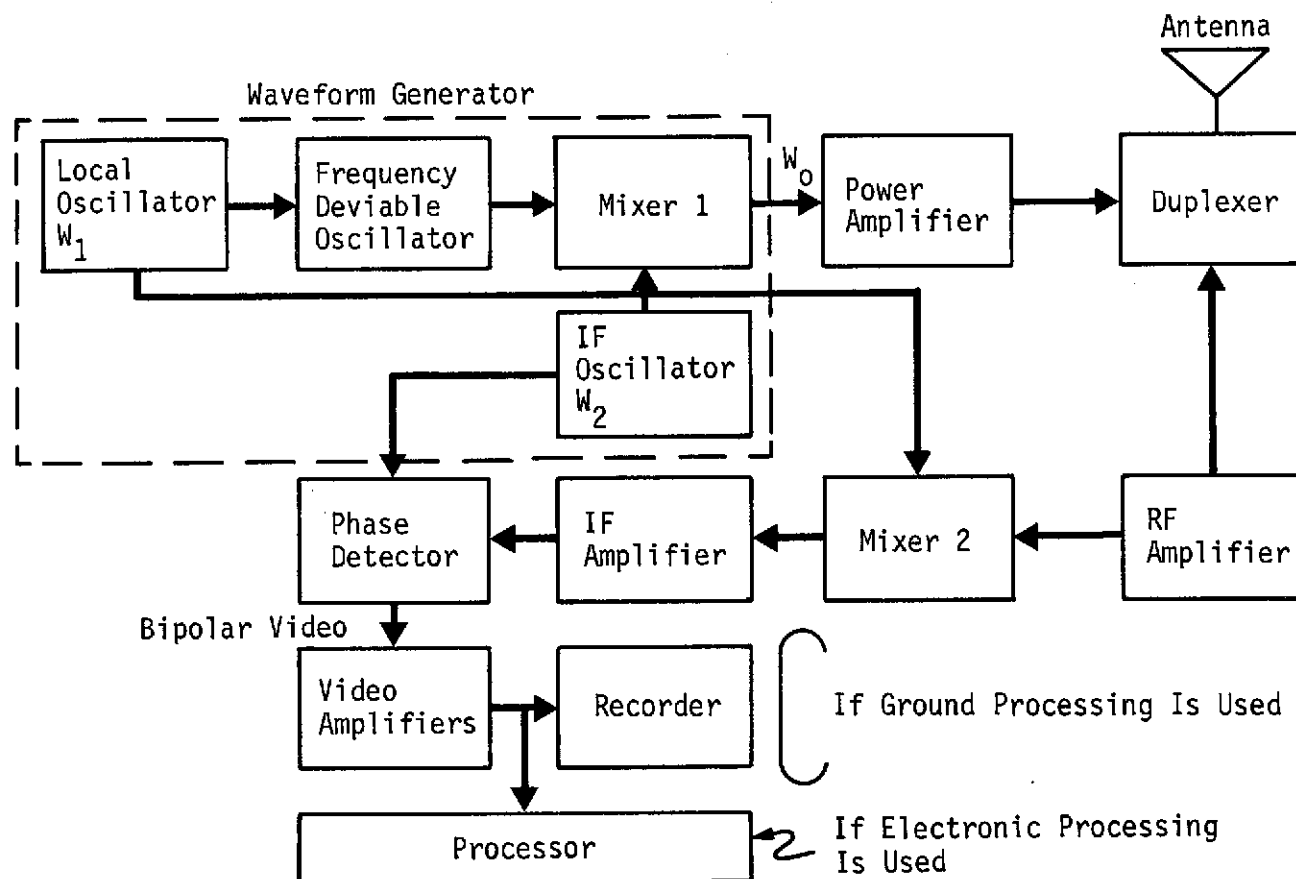 Antenna
Waveform Generator
Local
Oscillator
W1
Frequency
Deviable
Oscillator
Mixer 1
Wo
Power
Amplifier
Duplexer
IF
Oscillator
W2
Phase
Detector
IF
Amplifier
Mixer 2
RF
Amplifier
Bipolar Video
Video
Amplifiers
Recorder
If Ground Processing Is Used
Processor
If Electronic Processing
Is Used